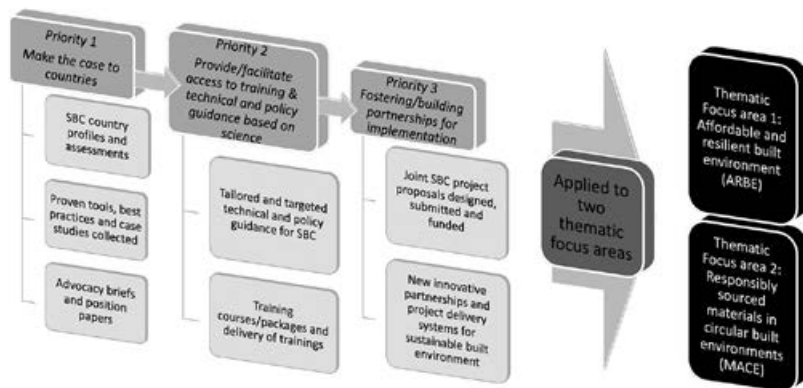 Priority 1
Make the case to
countries
SBC country
profiles and
assessments
Proven tools, best
practices and case
studies collected
Advocacy briefs
and position
papers
Priority 2
Provide/facilitate
access to training &
technical and policy
guidance based on
science
Tailored and targeted
technical and policy
guidance for SBC
Training
courses/packages and
delivery of trainings
Priority 3
Fostering/building
partnerships for
implementation
Joint SBC project
proposals designed,
submitted and
funded
New innovative
partnerships and
project delivery
systems for
sustainable built
environment
Applied to
two
thematic
focus areas
Thematic
Focus area 1:
Affordable and
resilient built
environment
(ARBE)
Thematic
Focus area 2:
Responsibly
sourced
materials in
circular built
environments
(MACE)